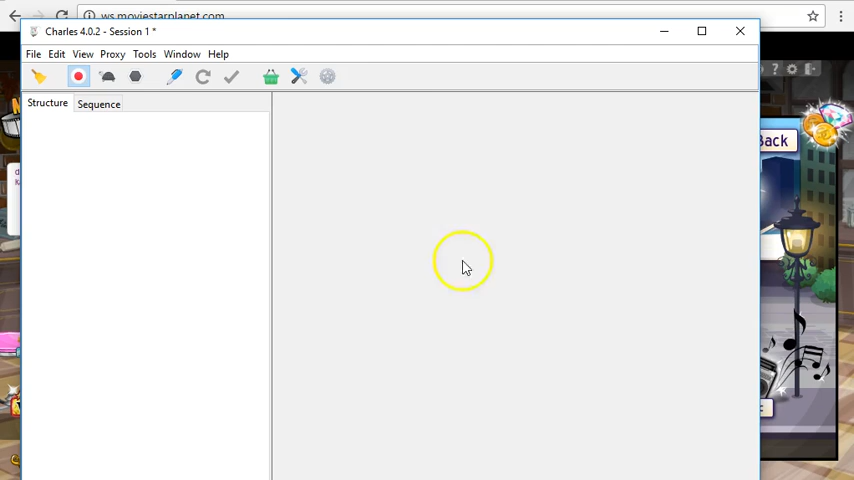 ws.moviestarplanet.com
Charles 4.0.2 - Session 1 *
File Edit View Proxy Tools Window Help
Structure Sequence
Back